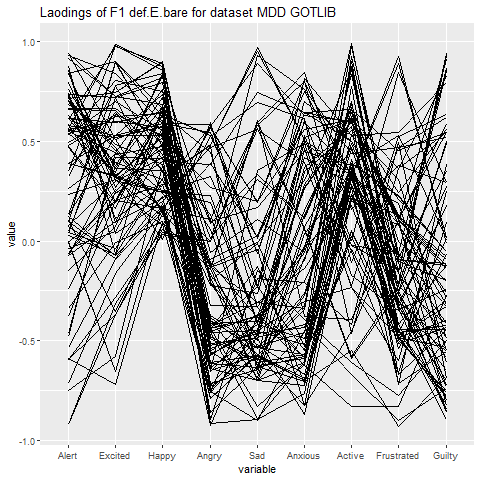 Laodings of F1 def.E.bare for dataset MDD GOTLIB
1.0
0.5
0.0
-0.5
-1.0
value
Alert Excited Happy Angry Sad Anxious Active Frustrated Guilty
variable